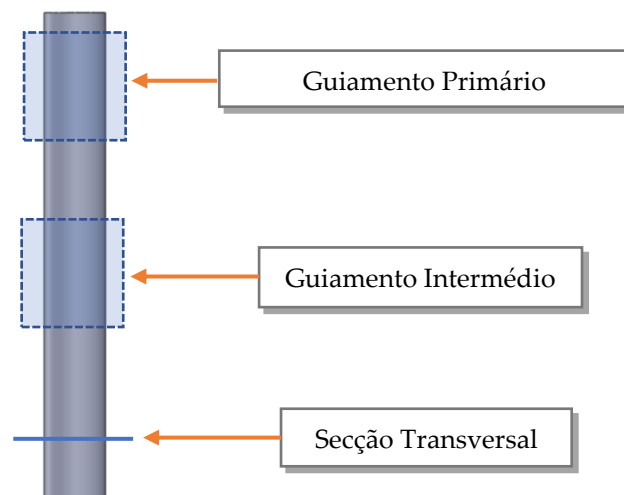 Guiamento Primário
Guiamento Intermédio
Secção Transversal